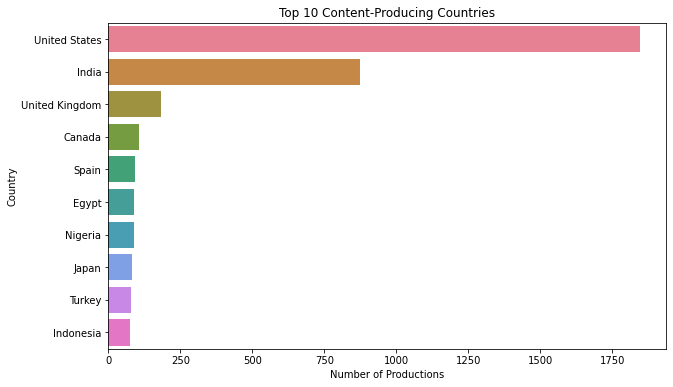 Top 10 Content-Producing Countries
Country
United States
India
United Kingdom
Canada
Spain
Egypt
Nigeria
Japan
Turkey
Indonesia
0 250 500 750 1000 1250 1500 1750
Number of Productions